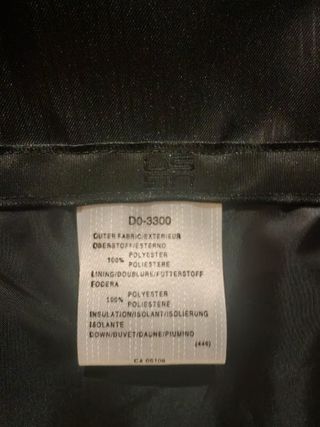 D0-3300
OUTER FABRIC/EXTERIEUR
OBERSTOFF/ESTERNO
100% POLYESTER
POLIESTERE
LINING/DOUBLURE/FUTTERSTOFF
FODERA
100% POLYESTER
POLIESTERE
INSULATION/ISOLANT/ISOLIERUNG
ISOLANTE
DOWN/DUVET/DAUNE/PIUMINO
(446)